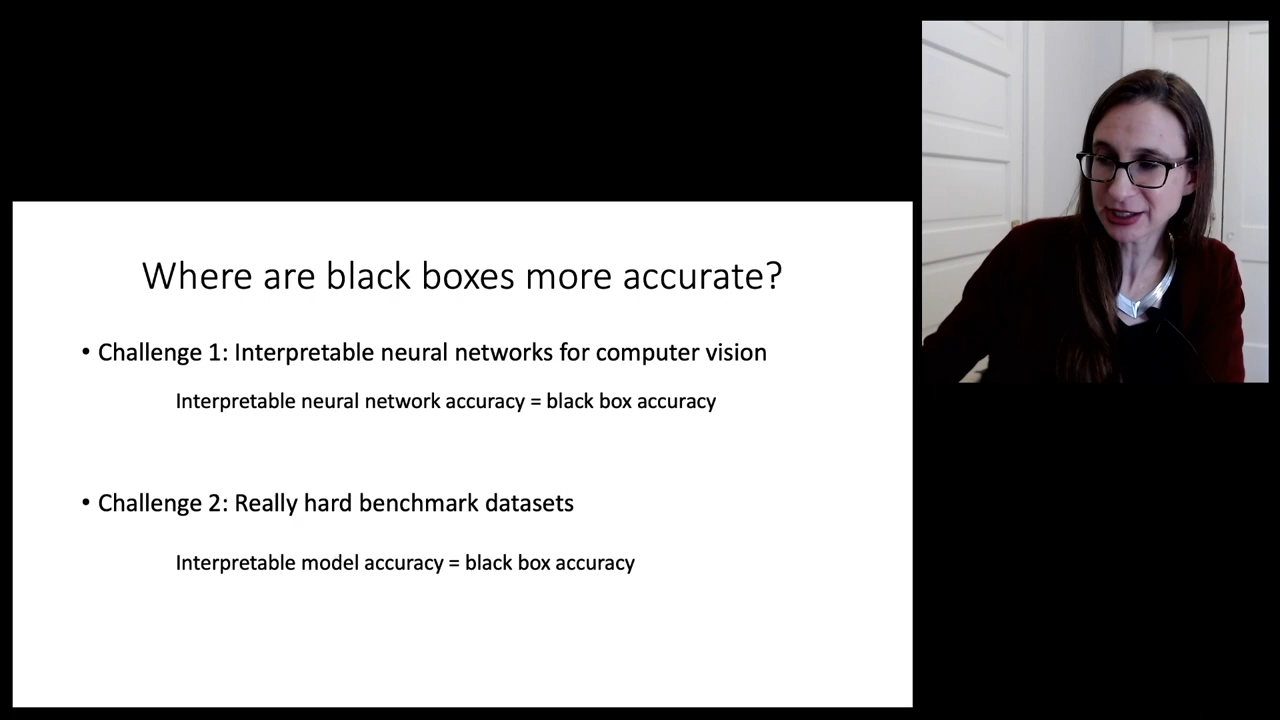 Where are black boxes more accurate?
• Challenge 1: Interpretable neural networks for computer vision
Interpretable neural network accuracy = black box accuracy
• Challenge 2: Really hard benchmark datasets
Interpretable model accuracy = black box accuracy